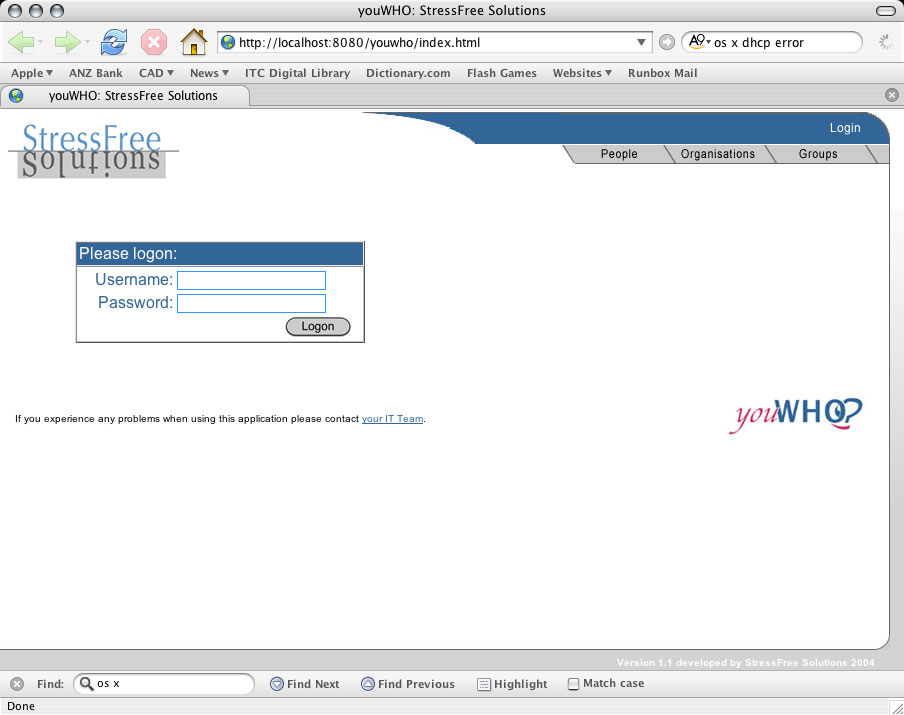 youWHO: StressFree Solutions
http://localhost:8080/youwho/index.html
A9 os x dhcp error
Apple ANZ Bank CAD News ITC Digital Library Dictionary.com Flash Games Websites Runbox Mail
youWHO: StressFree Solutions
StressFree
Solutions
Login
People Organisations Groups
Please logon:
Username:
Password:
Logon
If you experience any problems when using this application please contact your IT Team.
youWHO?
Version 1.1 developed by StressFree Solutions 2004
Find: os x Find Next Find Previous Highlight Match case
Done